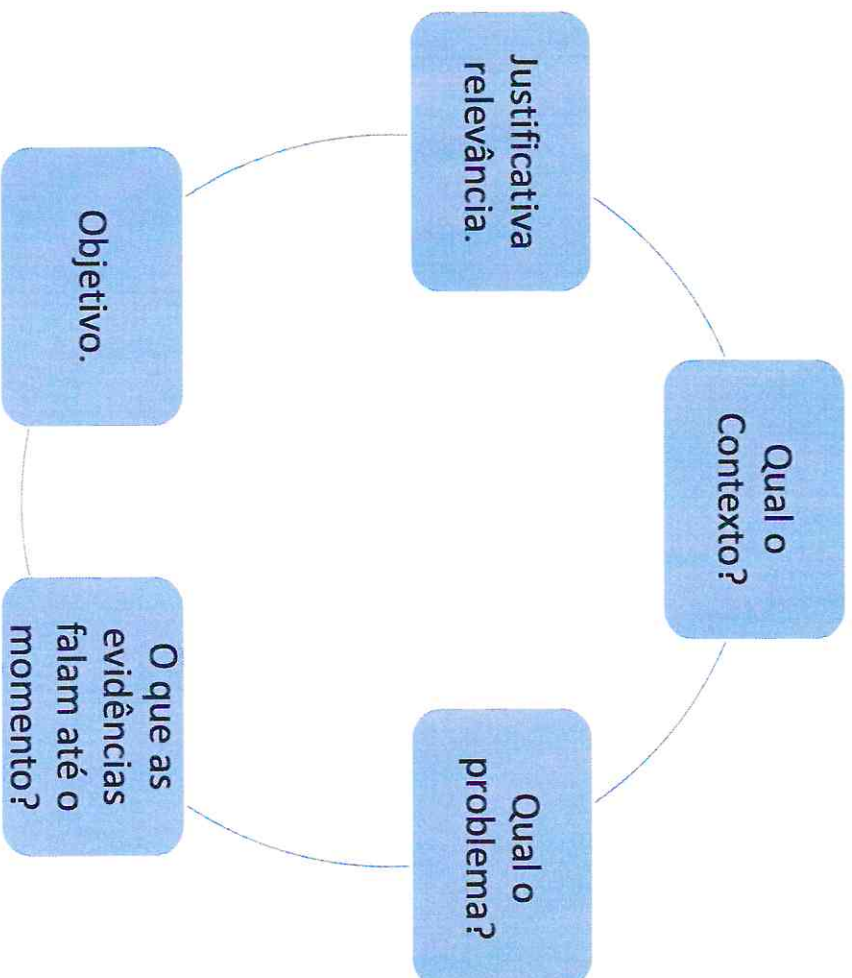 Qual o
Contexto?
Qual o
problema?
O que as
evidências
falam até o
momento?
Objetivo.
Justificativa
relevância.